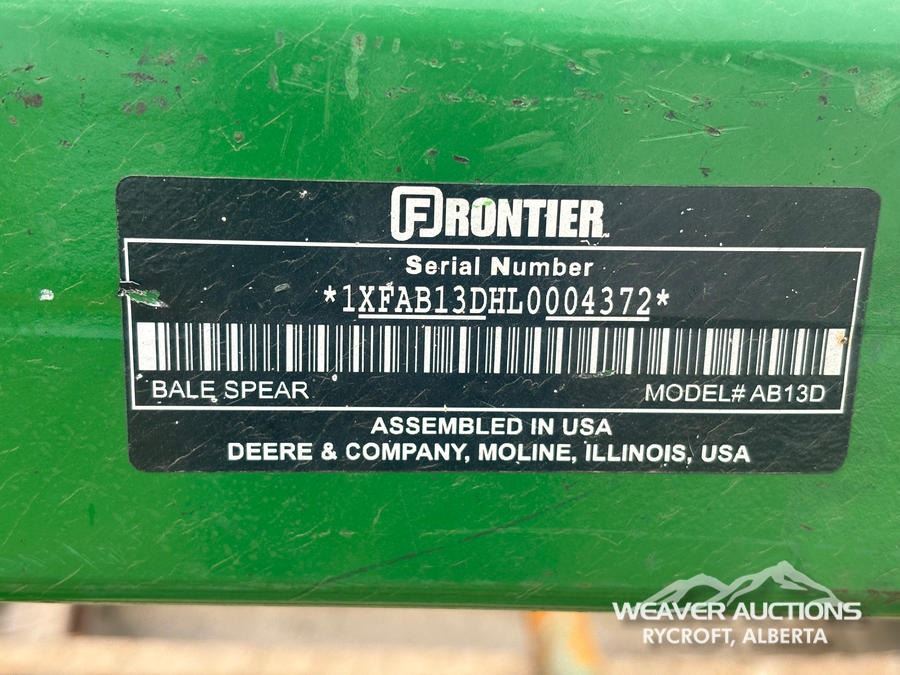 FRONTIER™
Serial Number
*1XFAB13DHL0004372*
BALE SPEAR
MODEL# AB13D
ASSEMBLED IN USA
DEERE & COMPANY, MOLINE, ILLINOIS, USA
WEAVER AUCTIONS
RYCROFT, ALBERTA